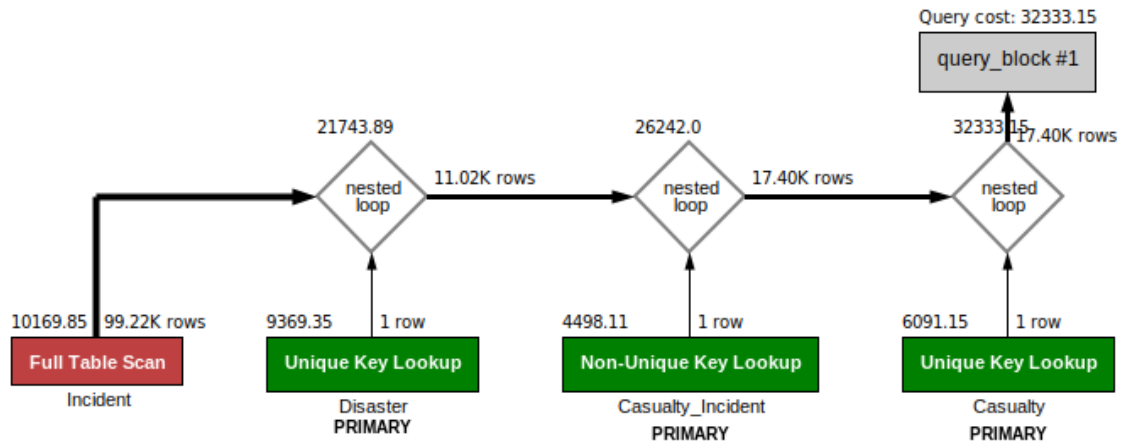 Query cost: 32333.15
query_block #1
21743.89
26242.0
32333.15
17.40K rows
nested
loop
11.02K rows
nested
loop
17.40K rows
nested
loop
10169.85
99.22K rows
9369.35
1 row
4498.11
1 row
6091.15
1 row
Full Table Scan
Unique Key Lookup
Non-Unique Key Lookup
Unique Key Lookup
Incident
Disaster
PRIMARY
Casualty_Incident
PRIMARY
Casualty
PRIMARY